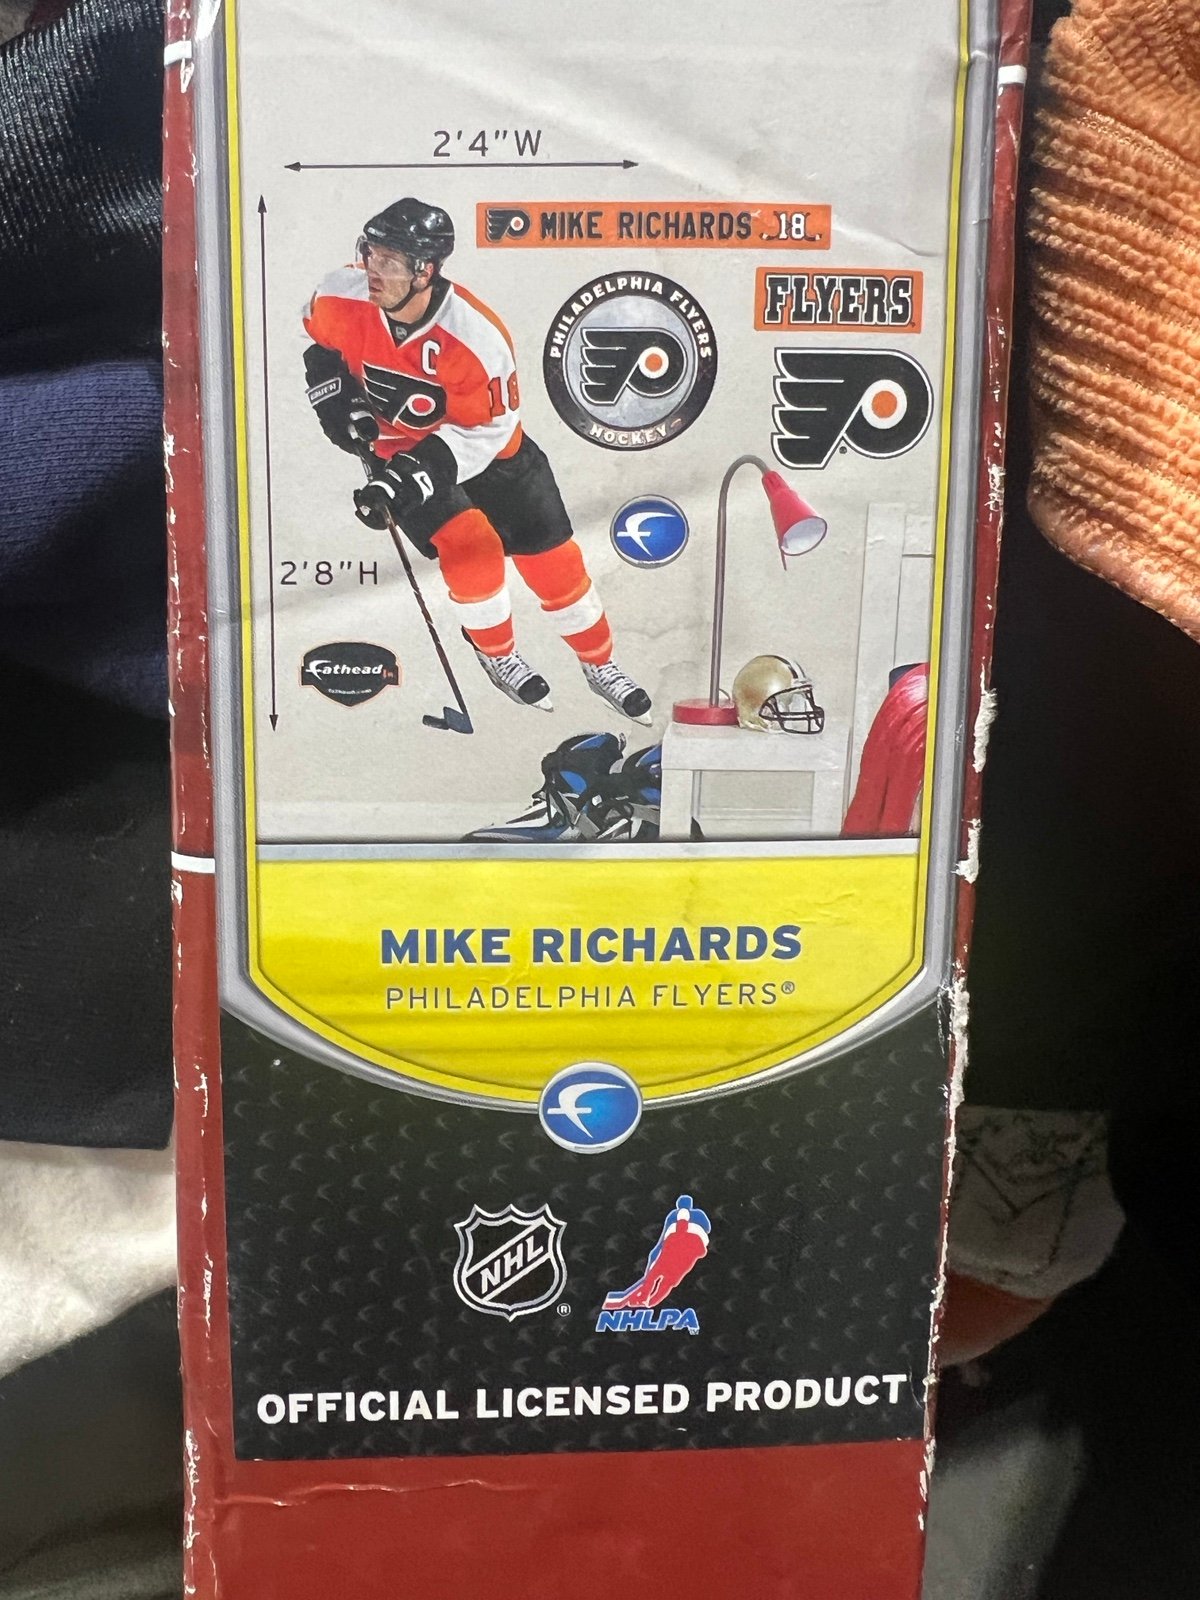 2'4"W
MIKE RICHARDS 18
PHILADELPHIA FLYERS
HOCKEY
FLYERS
C
18
2'8"H
Fathead
MIKE RICHARDS
PHILADELPHIA FLYERS®
NHL®
NHLPA
OFFICIAL LICENSED PRODUCT